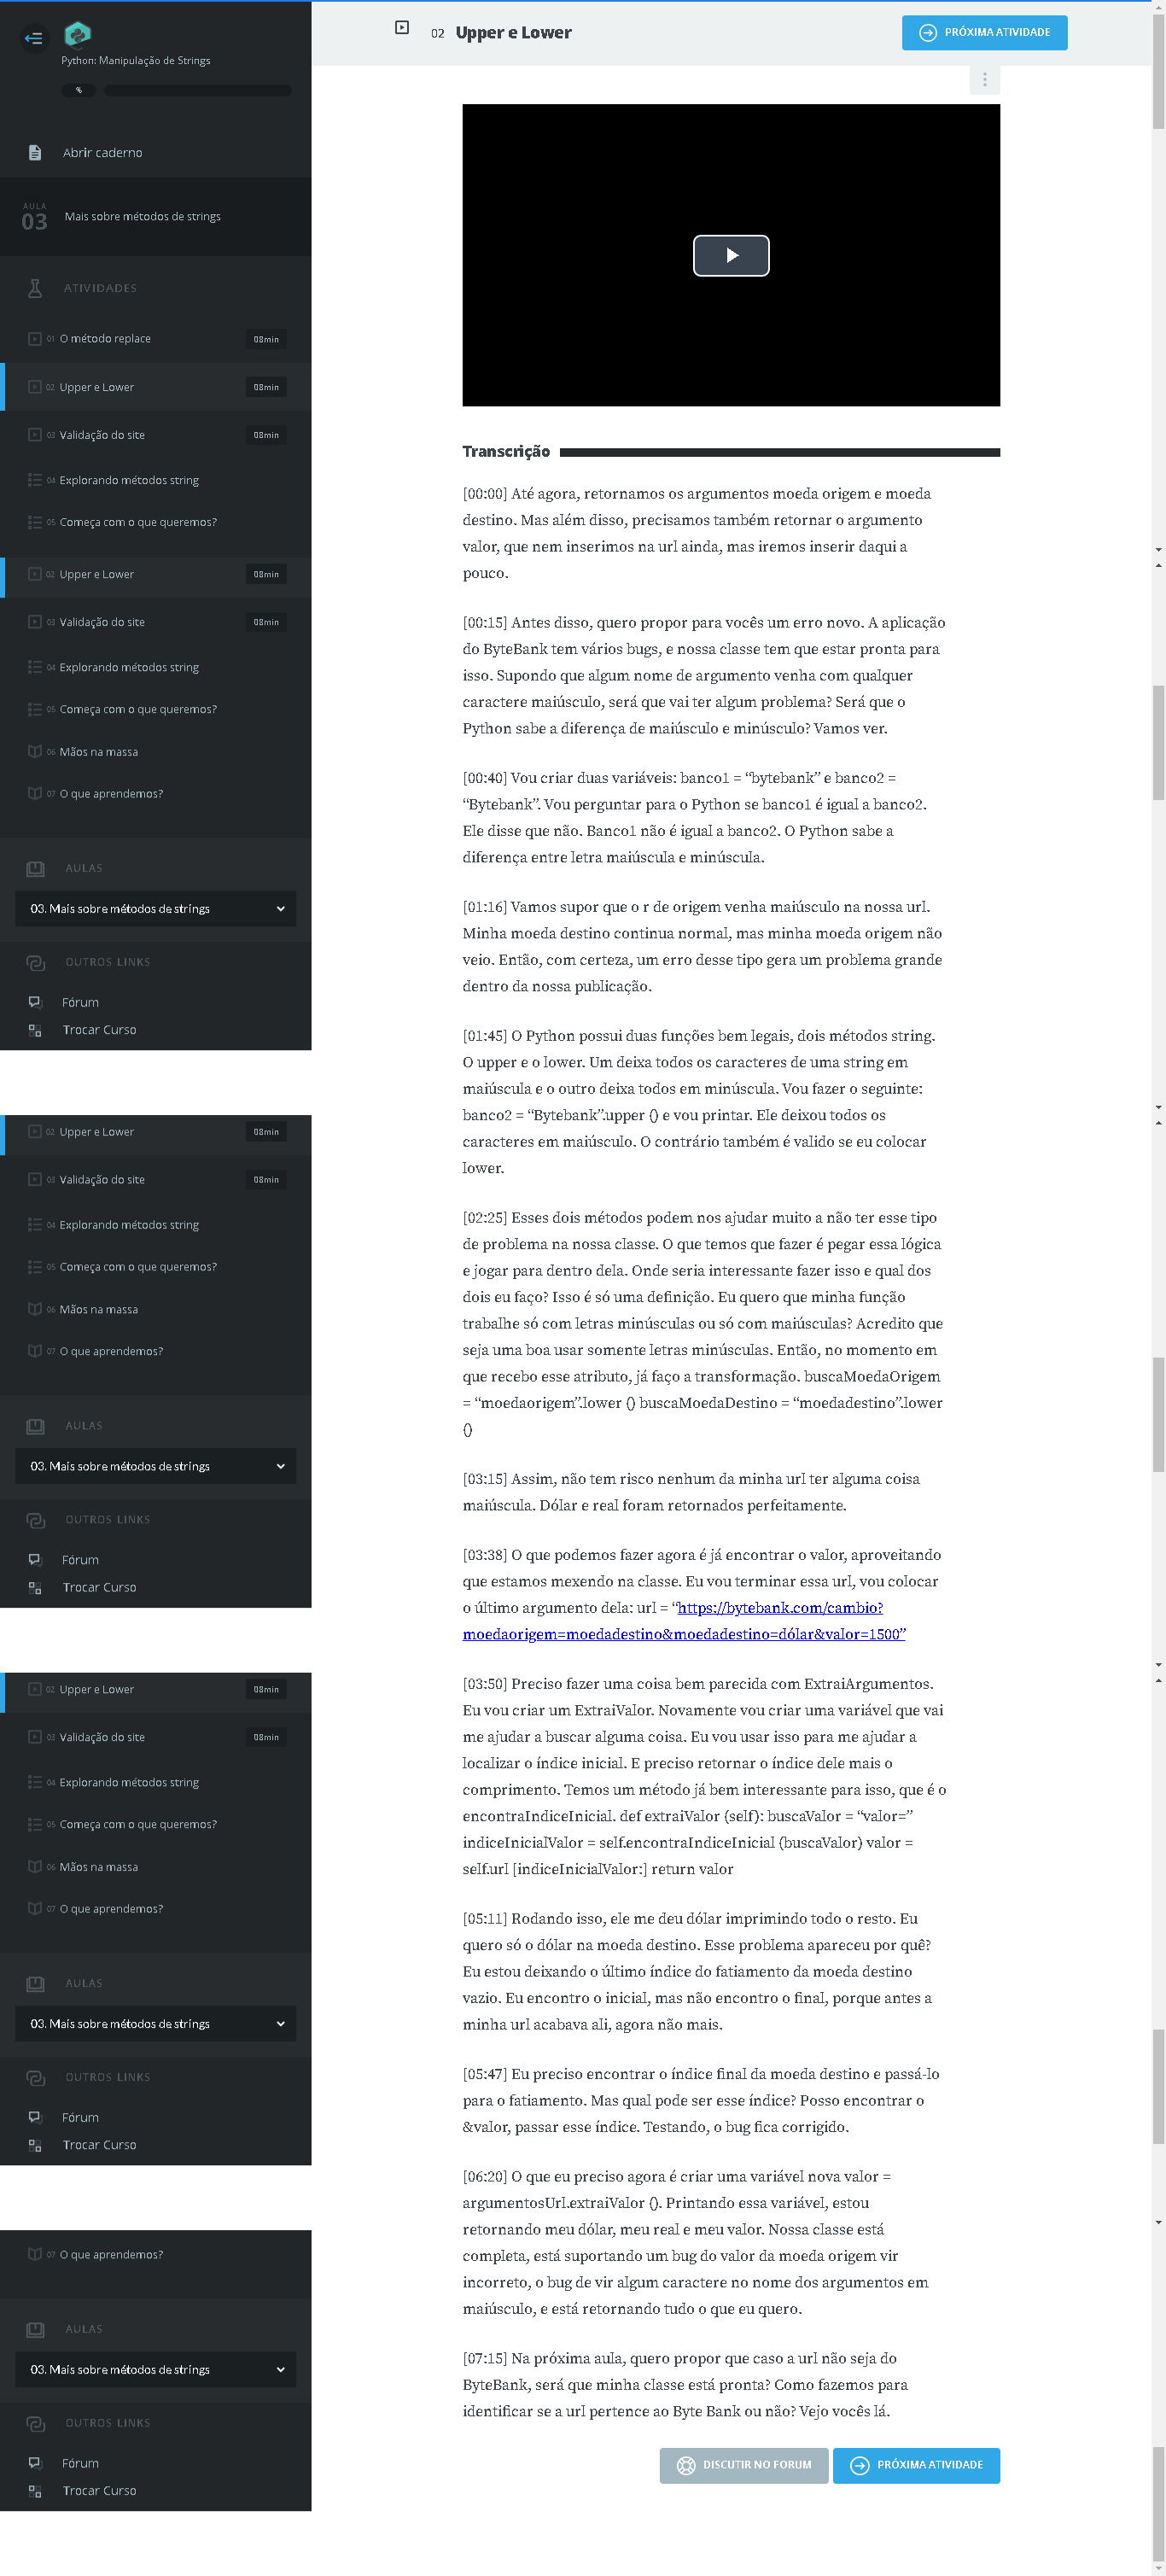 Python: Manipulação de Strings
%
Abrir caderno
AULA
03
Mais sobre métodos de strings
ATIVIDADES
01 O método replace 08min
02 Upper e Lower 08min
03 Validação do site 08min
04 Explorando métodos string
05 Começa com o que queremos?
02 Upper e Lower 08min
03 Validação do site 08min
04 Explorando métodos string
05 Começa com o que queremos?
06 Mãos na massa
07 O que aprendemos?
AULAS
03. Mais sobre métodos de strings
OUTROS LINKS
Fórum
Trocar Curso
02 Upper e Lower 08min
03 Validação do site 08min
04 Explorando métodos string
05 Começa com o que queremos?
06 Mãos na massa
07 O que aprendemos?
AULAS
03. Mais sobre métodos de strings
OUTROS LINKS
Fórum
Trocar Curso
02 Upper e Lower 08min
03 Validação do site 08min
04 Explorando métodos string
05 Começa com o que queremos?
06 Mãos na massa
07 O que aprendemos?
AULAS
03. Mais sobre métodos de strings
OUTROS LINKS
Fórum
Trocar Curso
07 O que aprendemos?
AULAS
03. Mais sobre métodos de strings
OUTROS LINKS
Fórum
Trocar Curso
02 Upper e Lower
PRÓXIMA ATIVIDADE
Transcrição
[00:00] Até agora, retornamos os argumentos moeda origem e moeda
destino. Mas além disso, precisamos também retornar o argumento
valor, que nem inserimos na url ainda, mas iremos inserir daqui a
pouco.
[00:15] Antes disso, quero propor para vocês um erro novo. A aplicação
do ByteBank tem vários bugs, e nossa classe tem que estar pronta para
isso. Supondo que algum nome de argumento venha com qualquer
caractere maiúsculo, será que vai ter algum problema? Será que o
Python sabe a diferença de maiúsculo e minúsculo? Vamos ver.
[00:40] Vou criar duas variáveis: banco1 = “bytebank” e banco2 =
“Bytebank”. Vou perguntar para o Python se banco1 é igual a banco2.
Ele disse que não. Banco1 não é igual a banco2. O Python sabe a
diferença entre letra maiúscula e minúscula.
[01:16] Vamos supor que o r de origem venha maiúsculo na nossa url.
Minha moeda destino continua normal, mas minha moeda origem não
veio. Então, com certeza, um erro desse tipo gera um problema grande
dentro da nossa publicação.
[01:45] O Python possui duas funções bem legais, dois métodos string.
O upper e o lower. Um deixa todos os caracteres de uma string em
maiúscula e o outro deixa todos em minúscula. Vou fazer o seguinte:
banco2 = “Bytebank”.upper () e vou printar. Ele deixou todos os
caracteres em maiúsculo. O contrário também é valido se eu colocar
lower.
[02:25] Esses dois métodos podem nos ajudar muito a não ter esse tipo
de problema na nossa classe. O que temos que fazer é pegar essa lógica
e jogar para dentro dela. Onde seria interessante fazer isso e qual dos
dois eu faço? Isso é só uma definição. Eu quero que minha função
trabalhe só com letras minúsculas ou só com maiúsculas? Acredito que
seja uma boa usar somente letras minúsculas. Então, no momento em
que recebo esse atributo, já faço a transformação. buscaMoedaOrigem
= “moedaorigem”.lower () buscaMoedaDestino = “moedadestino”.lower
()
[03:15] Assim, não tem risco nenhum da minha url ter alguma coisa
maiúscula. Dólar e real foram retornados perfeitamente.
[03:38] O que podemos fazer agora é já encontrar o valor, aproveitando
que estamos mexendo na classe. Eu vou terminar essa url, vou colocar
o último argumento dela: url = “https://bytebank.com/cambio?
moedaorigem=moedadestino&moedadestino=dólar&valor=1500”
[03:50] Preciso fazer uma coisa bem parecida com ExtraiArgumentos.
Eu vou criar um ExtraiValor. Novamente vou criar uma variável que vai
me ajudar a buscar alguma coisa. Eu vou usar isso para me ajudar a
localizar o índice inicial. E preciso retornar o índice dele mais o
comprimento. Temos um método já bem interessante para isso, que é o
encontraIndiceInicial. def extraiValor (self): buscaValor = “valor=”
indiceInicialValor = self.encontraIndiceInicial (buscaValor) valor =
self.url [indiceInicialValor:] return valor
[05:11] Rodando isso, ele me deu dólar imprimindo todo o resto. Eu
quero só o dólar na moeda destino. Esse problema apareceu por quê?
Eu estou deixando o último índice do fatiamento da moeda destino
vazio. Eu encontro o inicial, mas não encontro o final, porque antes a
minha url acabava ali, agora não mais.
[05:47] Eu preciso encontrar o índice final da moeda destino e passá-lo
para o fatiamento. Mas qual pode ser esse índice? Posso encontrar o
&valor, passar esse índice. Testando, o bug fica corrigido.
[06:20] O que eu preciso agora é criar uma variável nova valor =
argumentosUrl.extraiValor (). Printando essa variável, estou
retornando meu dólar, meu real e meu valor. Nossa classe está
completa, está suportando um bug do valor da moeda origem vir
incorreto, o bug de vir algum caractere no nome dos argumentos em
maiúsculo, e está retornando tudo o que eu quero.
[07:15] Na próxima aula, quero propor que caso a url não seja do
ByteBank, será que minha classe está pronta? Como fazemos para
identificar se a url pertence ao Byte Bank ou não? Vejo vocês lá.
DISCUTIR NO FORUM
PRÓXIMA ATIVIDADE